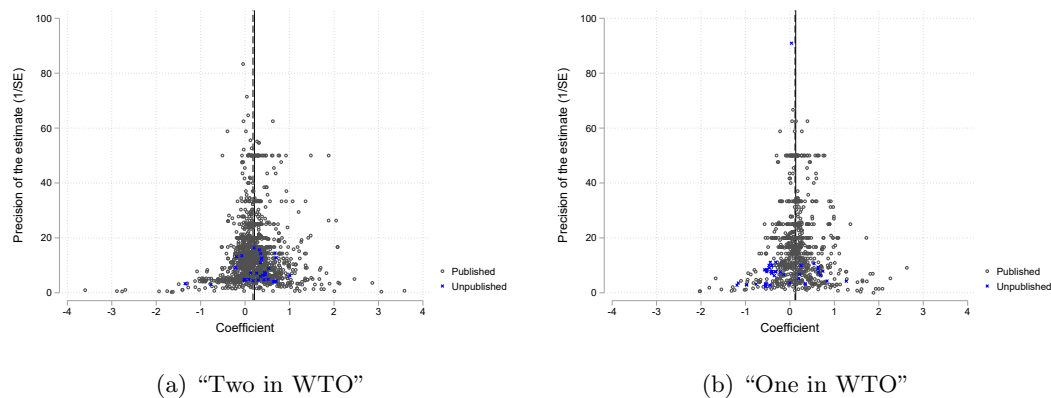 100
80
60
40
20
0
Precision of the estimate (1/SE)
-4 -3 -2 -1 0 1 2 3 4
Coefficient
Published
Unpublished
(a) “Two in WTO”
100
80
60
40
20
0
Precision of the estimate (1/SE)
-4 -3 -2 -1 0 1 2 3 4
Coefficient
Published
Unpublished
(b) “One in WTO”